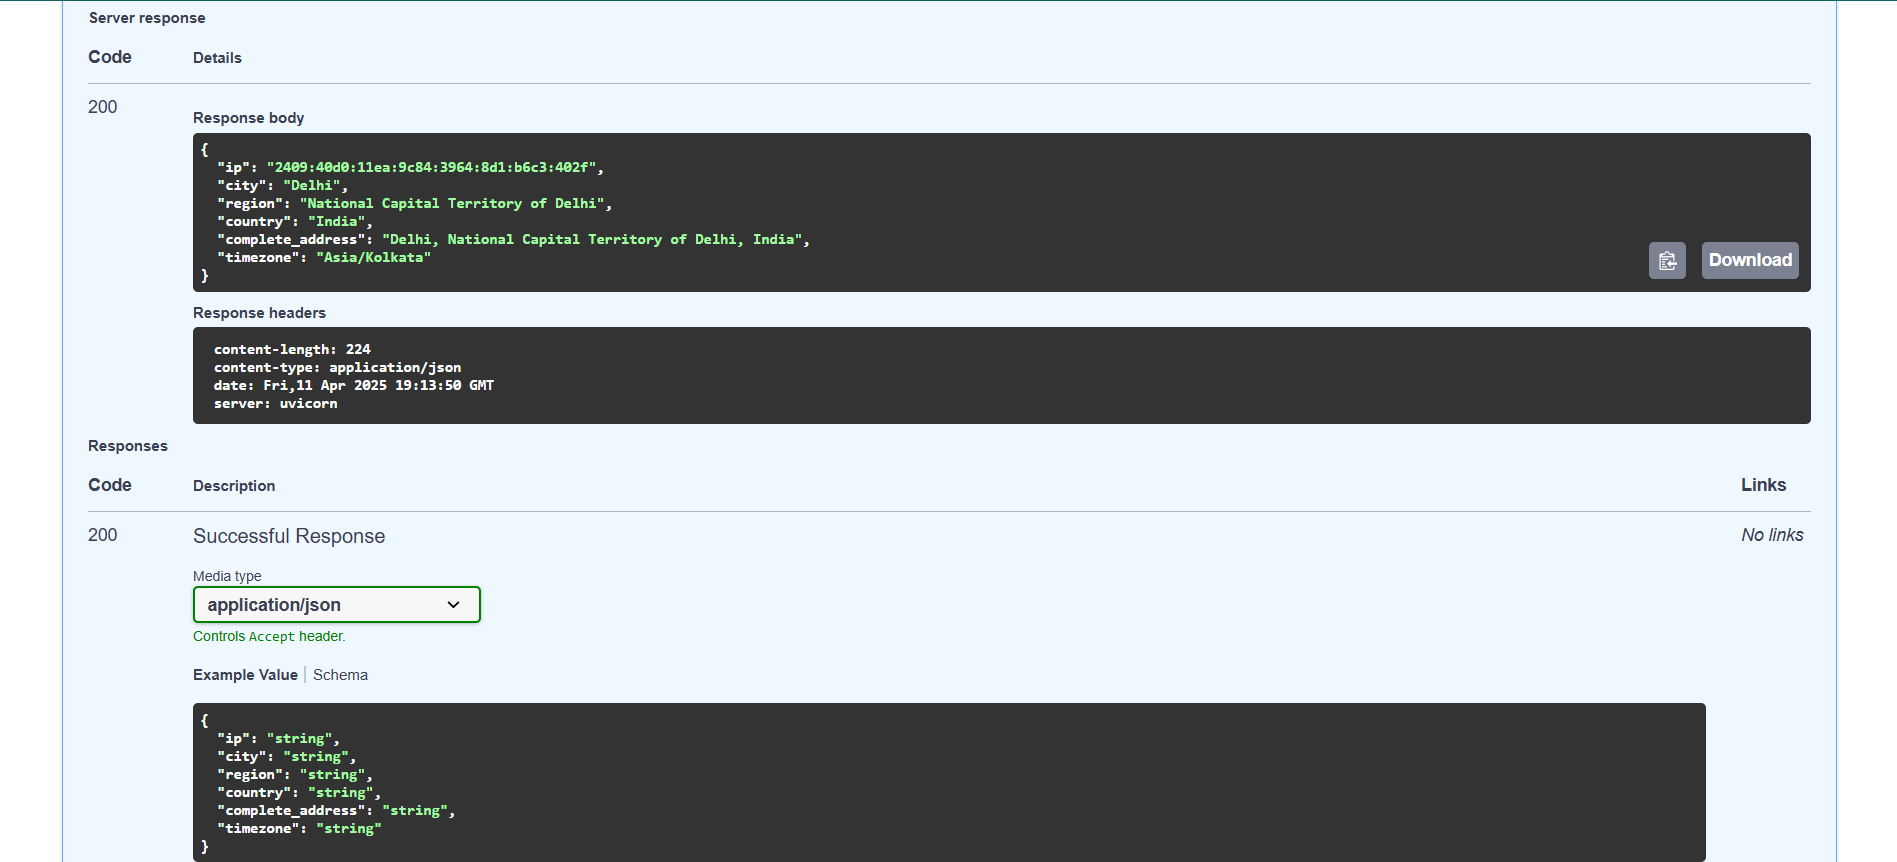 Server response
Code Details
200
Response body
{
  "ip": "2409:40d0:11ea:9c84:3964:8d1:b6c3:402f",
  "city": "Delhi",
  "region": "National Capital Territory of Delhi",
  "country": "India",
  "complete_address": "Delhi, National Capital Territory of Delhi, India",
  "timezone": "Asia/Kolkata"
}
Download
Response headers
content-length: 224
content-type: application/json
date: Fri,11 Apr 2025 19:13:50 GMT
server: uvicorn
Responses
Code Description Links
200 Successful Response No links
Media type
application/json
Controls Accept header.
Example Value | Schema
{
  "ip": "string",
  "city": "string",
  "region": "string",
  "country": "string",
  "complete_address": "string",
  "timezone": "string"
}